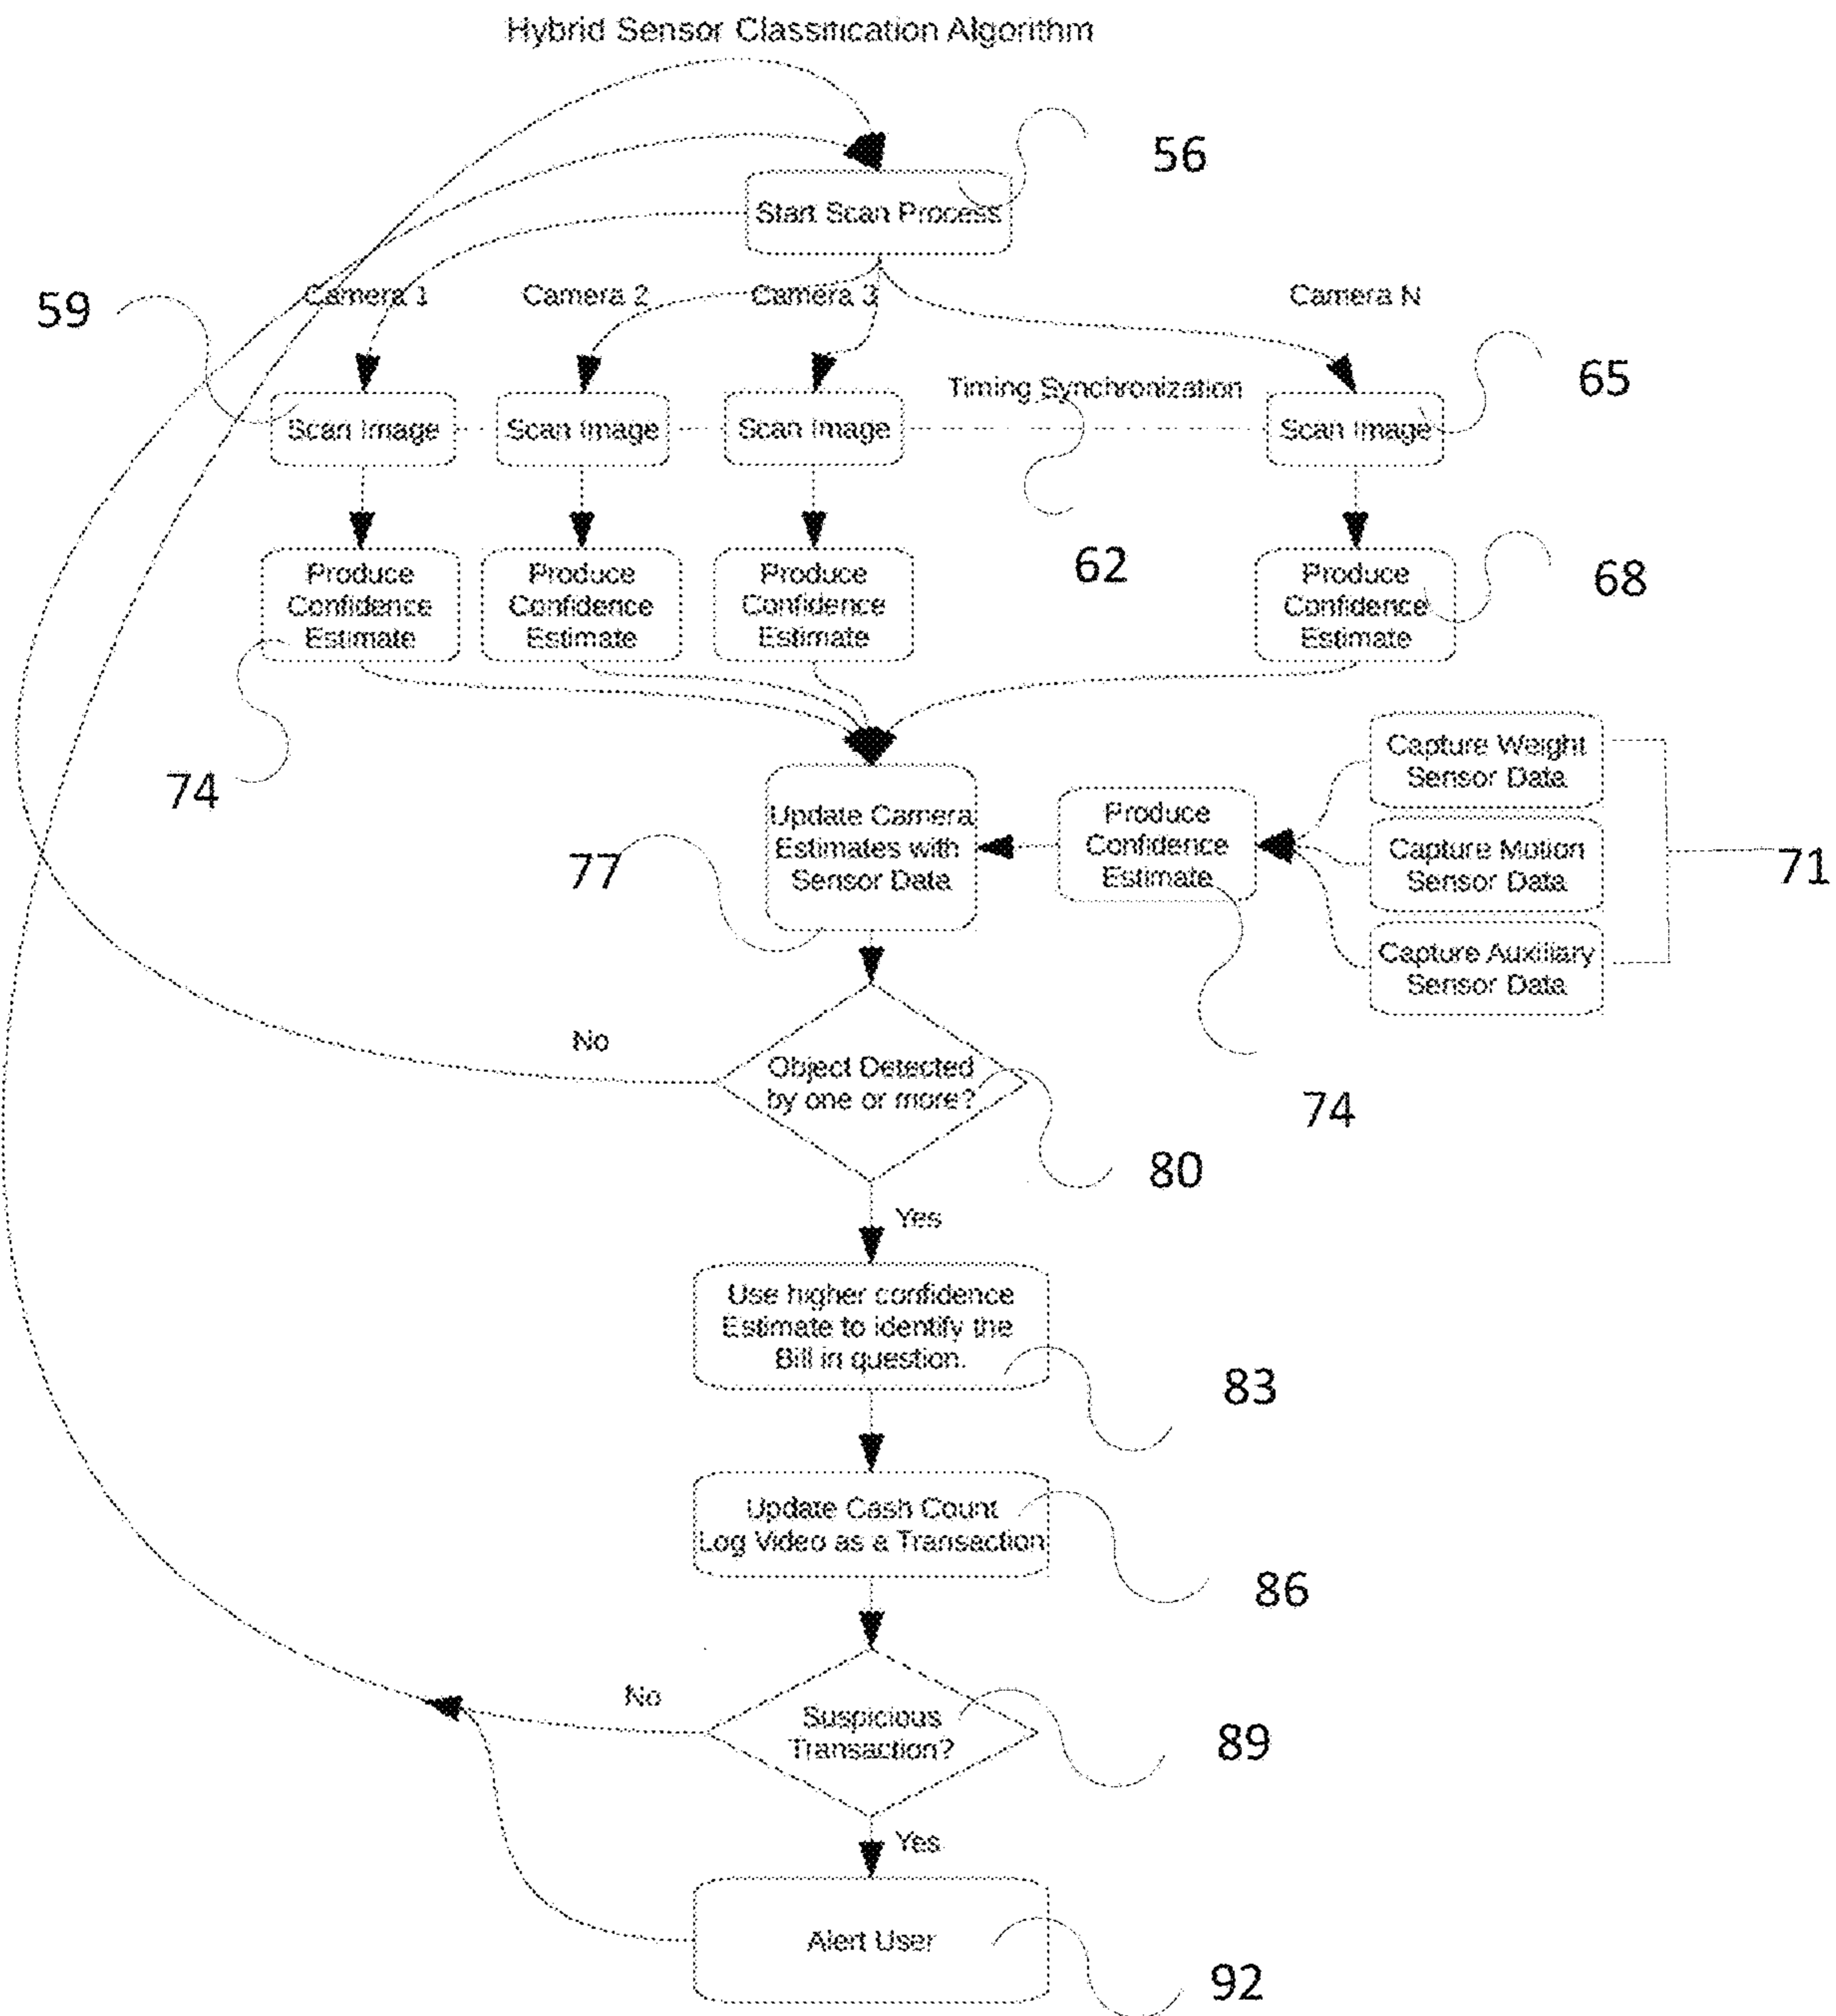 Hybrid Sensor Classification Algorithm
56
Start Scan Process
59
Camera 1
Camera 2
Camera 3
Camera N
65
Timing Synchronization
Scan Image
Scan Image
Scan Image
Scan Image
62
68
Produce
Confidence
Estimate
Produce
Confidence
Estimate
Produce
Confidence
Estimate
Produce
Confidence
Estimate
74
Capture Weight
Sensor Data
77
Update Camera
Estimates with
Sensor Data
Produce
Confidence
Estimate
Capture Motion
Sensor Data
71
Capture Auxiliary
Sensor Data
74
No
Object Detected
by one or more?
80
Yes
Use higher confidence
Estimate to identify the
Bill in question.
83
Update Cash Count
Log Video as a Transaction
86
No
Suspicious
Transaction?
89
Yes
Alert User
92